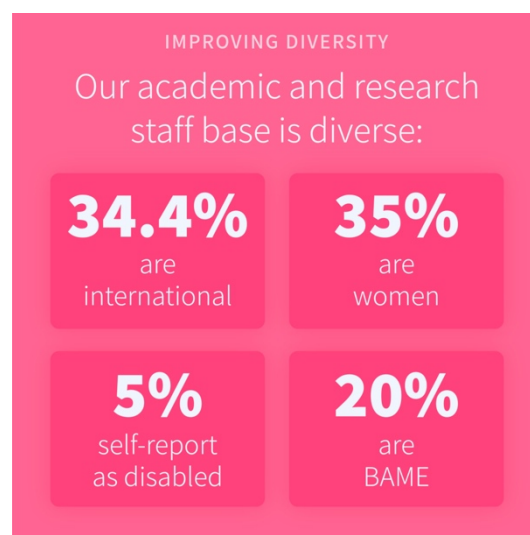 IMPROVING DIVERSITY
Our academic and research
staff base is diverse:
34.4%
are
international
35%
are
women
5%
self-report
as disabled
20%
are
BAME